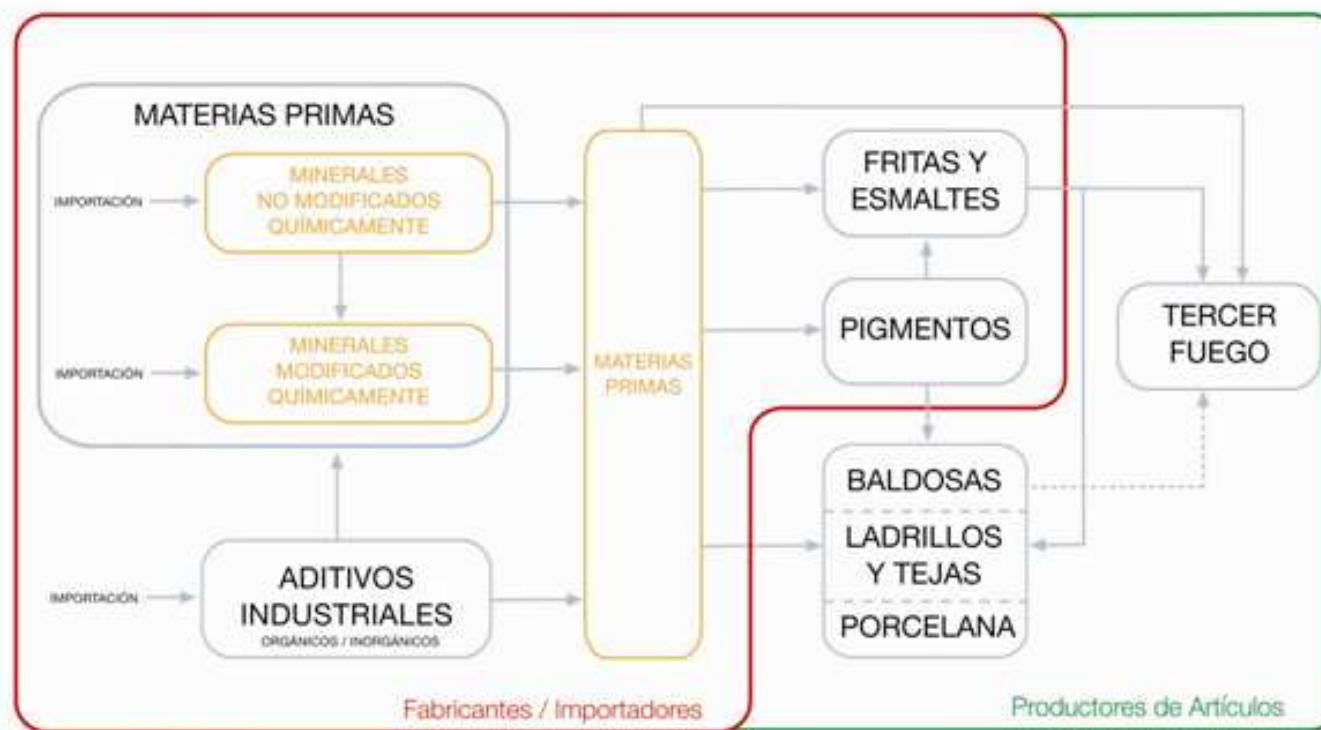 MATERIAS PRIMAS
IMPORTACIÓN
MINERALES
NO MODIFICADOS
QUÍMICAMENTE
IMPORTACIÓN
MINERALES
MODIFICADOS
QUÍMICAMENTE
IMPORTACIÓN
ADITIVOS
INDUSTRIALES
ORGÁNICOS / INORGÁNICOS
MATERIAS
PRIMAS
FRITAS Y
ESMALTES
PIGMENTOS
TERCER
FUEGO
BALDOSAS
LADRILLOS
Y TEJAS
PORCELANA
Fabricantes / Importadores
Productores de Artículos